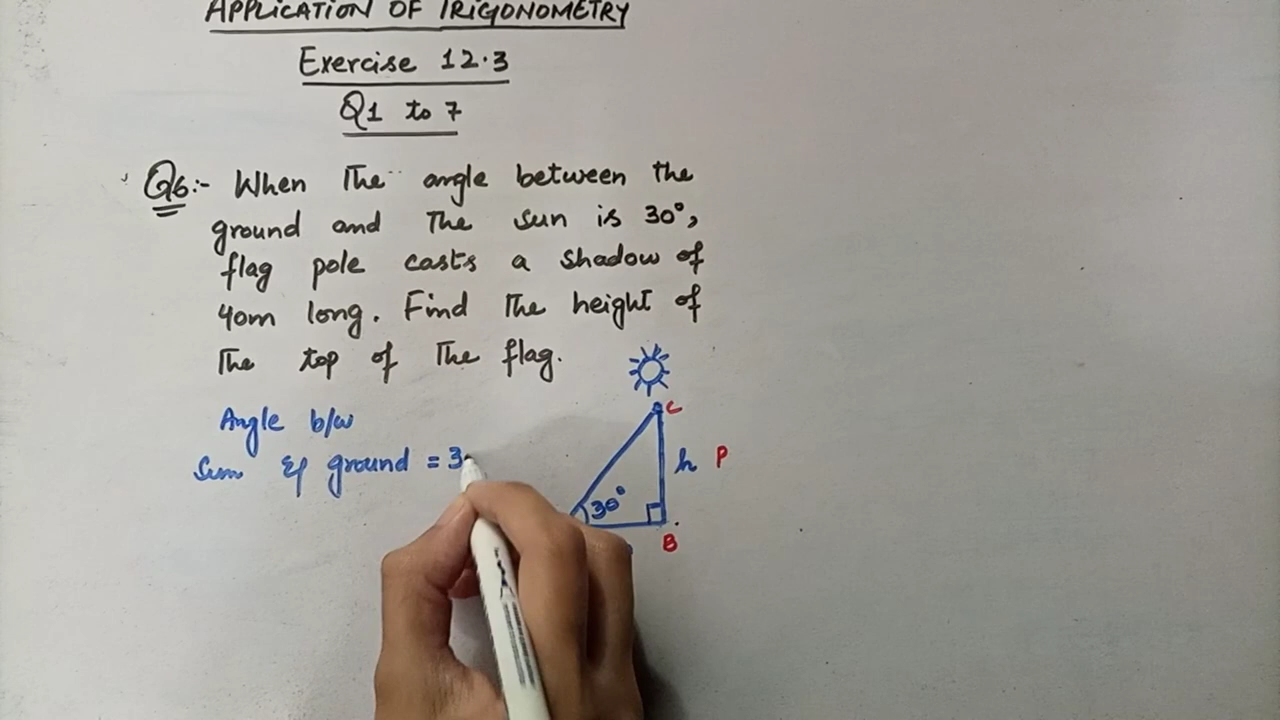 APPLICATION OF TRIGONOMETRY
Exercise 12.3
Q1 to 7
Q6:- When The angle between the
ground and The sun is 30°,
flag pole casts a shadow of
40m long. Find The height of
The top of The flag.
Angle b/w
Sun & ground = 3
C
h P
30°
B